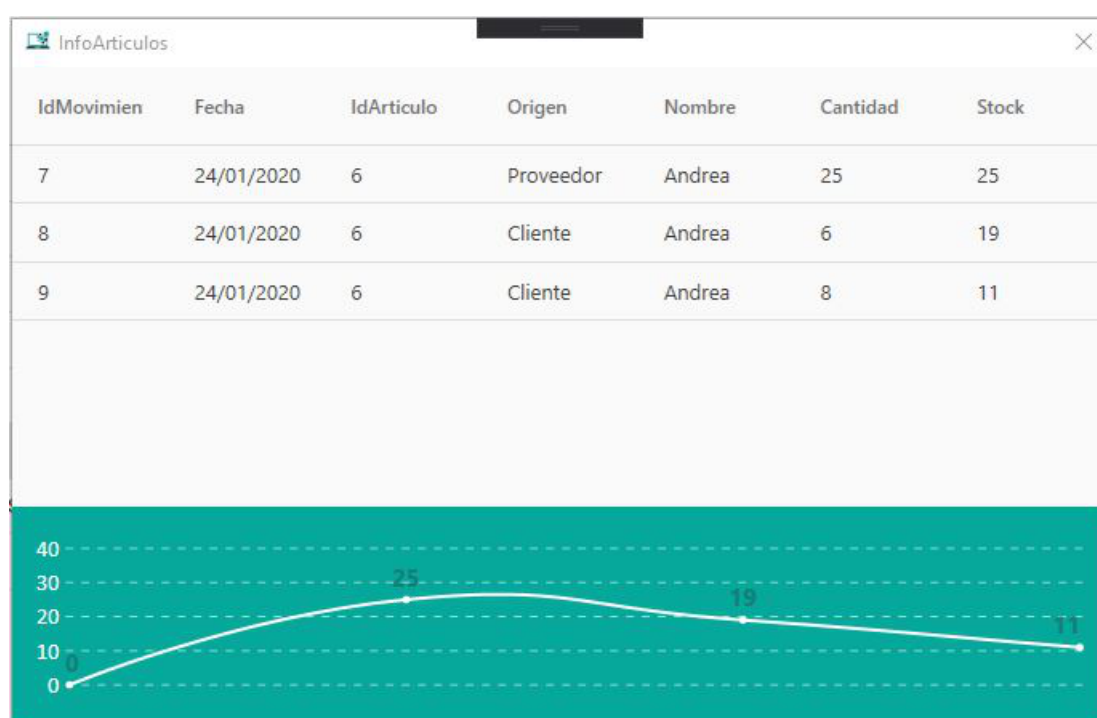 InfoArticulos
IdMovimien Fecha IdArticulo Origen Nombre Cantidad Stock
7 24/01/2020 6 Proveedor Andrea 25 25
8 24/01/2020 6 Cliente Andrea 6 19
9 24/01/2020 6 Cliente Andrea 8 11
40
30 25
20 19 11
10 0
0